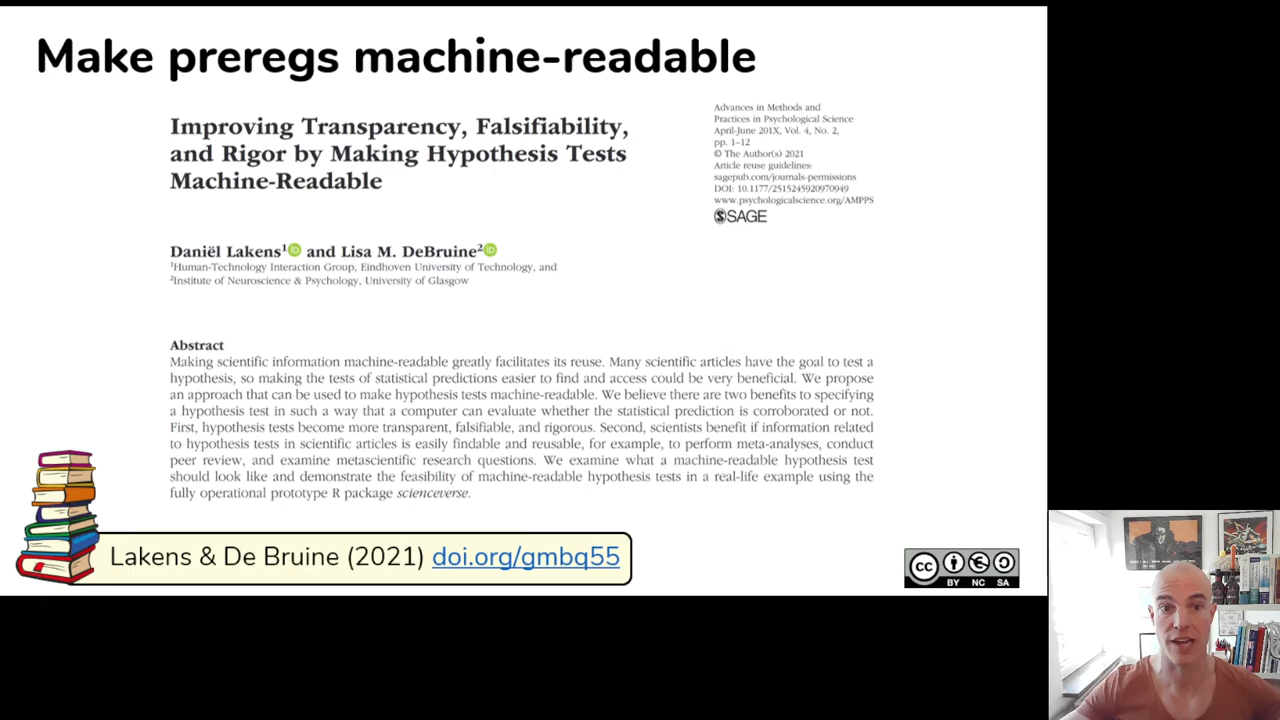 Make preregs machine-readable
Improving Transparency, Falsifiability,
and Rigor by Making Hypothesis Tests
Machine-Readable
Advances in Methods and
Practices in Psychological Science
April-June 201X, Vol. 4, No. 2,
pp. 1–12
© The Author(s) 2021
Article reuse guidelines:
sagepub.com/journals-permissions
DOI: 10.1177/2515245920970949
www.psychologicalscience.org/AMPPS
SAGE
Daniël Lakens¹ iD and Lisa M. DeBruine² iD
¹Human-Technology Interaction Group, Eindhoven University of Technology, and
²Institute of Neuroscience & Psychology, University of Glasgow
Abstract
Making scientific information machine-readable greatly facilitates its reuse. Many scientific articles have the goal to test a
hypothesis, so making the tests of statistical predictions easier to find and access could be very beneficial. We propose
an approach that can be used to make hypothesis tests machine-readable. We believe there are two benefits to specifying
a hypothesis test in such a way that a computer can evaluate whether the statistical prediction is corroborated or not.
First, hypothesis tests become more transparent, falsifiable, and rigorous. Second, scientists benefit if information related
to hypothesis tests in scientific articles is easily findable and reusable, for example, to perform meta-analyses, conduct
peer review, and examine metascientific research questions. We examine what a machine-readable hypothesis test
should look like and demonstrate the feasibility of machine-readable hypothesis tests in a real-life example using the
fully operational prototype R package scienceverse.
Lakens & De Bruine (2021) doi.org/gmbq55
cc BY NC SA